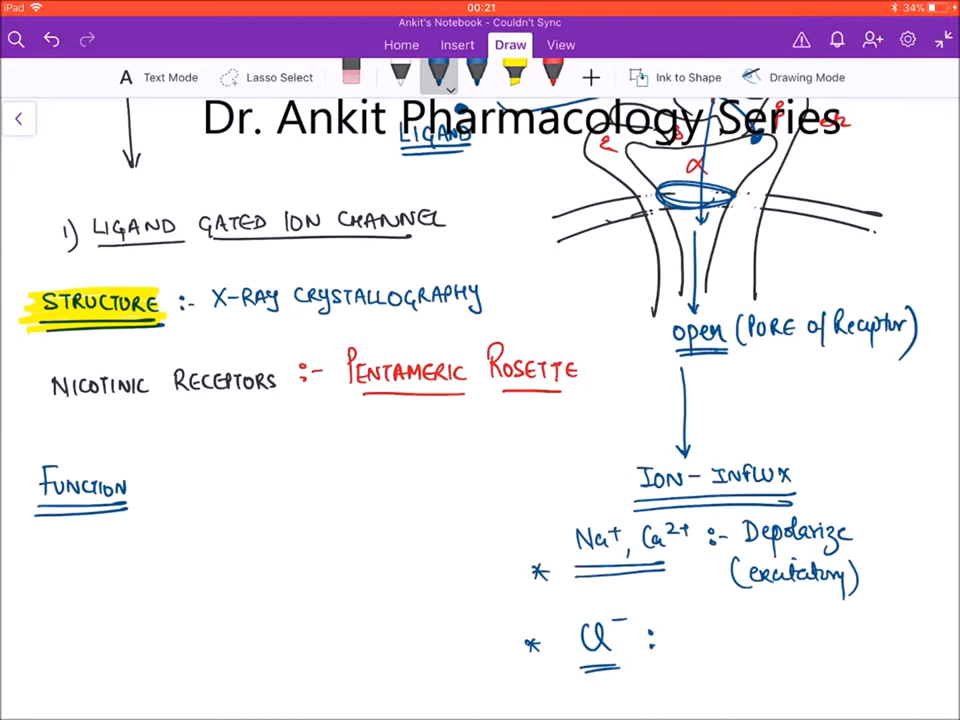 iPad 00:21 34%
Ankit's Notebook - Couldn't Sync
Home Insert Draw View
A Text Mode Lasso Select Ink to Shape Drawing Mode
Dr. Ankit Pharmacology Series
LIGAND
ε
α
1) LIGAND GATED ION CHANNEL
STRUCTURE :- X-RAY CRYSTALLOGRAPHY
OPEN (PORE of Receptor)
NICOTINIC RECEPTORS :- PENTAMERIC ROSETTE
FUNCTION
ION - INFLUX
* Na+, Ca2+ :- Depolarize
(excitatory)
* Cl- :